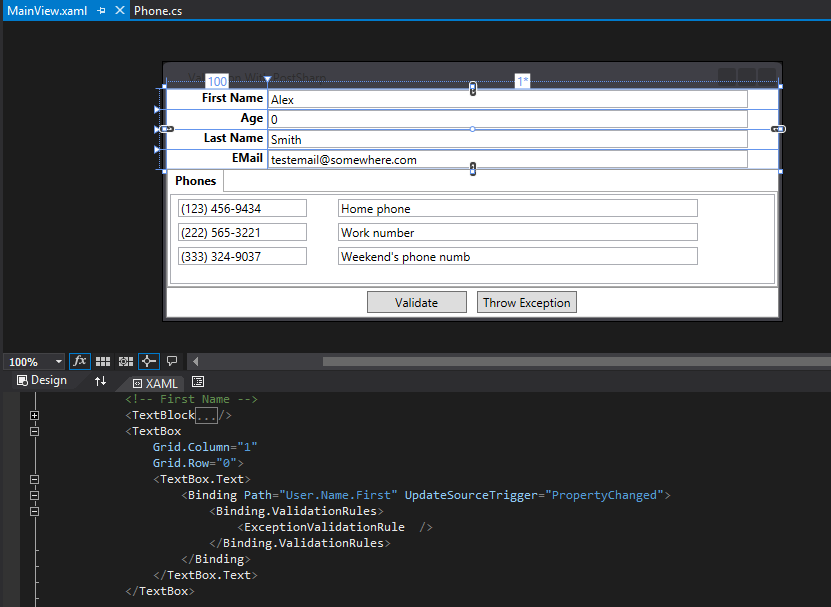 MainView.xaml
Phone.cs
100
1*
First Name Alex
Age 0
Last Name Smith
EMail testemail@somewhere.com
Phones
(123) 456-9434 Home phone
(222) 565-3221 Work number
(333) 324-9037 Weekend's phone numb
Validate Throw Exception
100% fx
Design XAML
<!-- First Name -->
<TextBlock.../>
<TextBox
Grid.Column="1"
Grid.Row="0">
<TextBox.Text>
<Binding Path="User.Name.First" UpdateSourceTrigger="PropertyChanged">
<Binding.ValidationRules>
<ExceptionValidationRule />
</Binding.ValidationRules>
</Binding>
</TextBox.Text>
</TextBox>